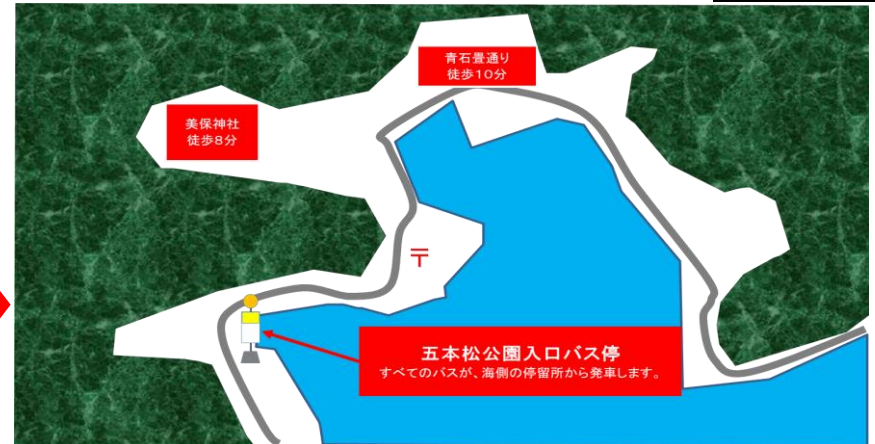 青石畳通り
徒歩10分
美保神社
徒歩8分
〒
五本松公園入口バス停
すべてのバスが、海側の停留所から発車します。